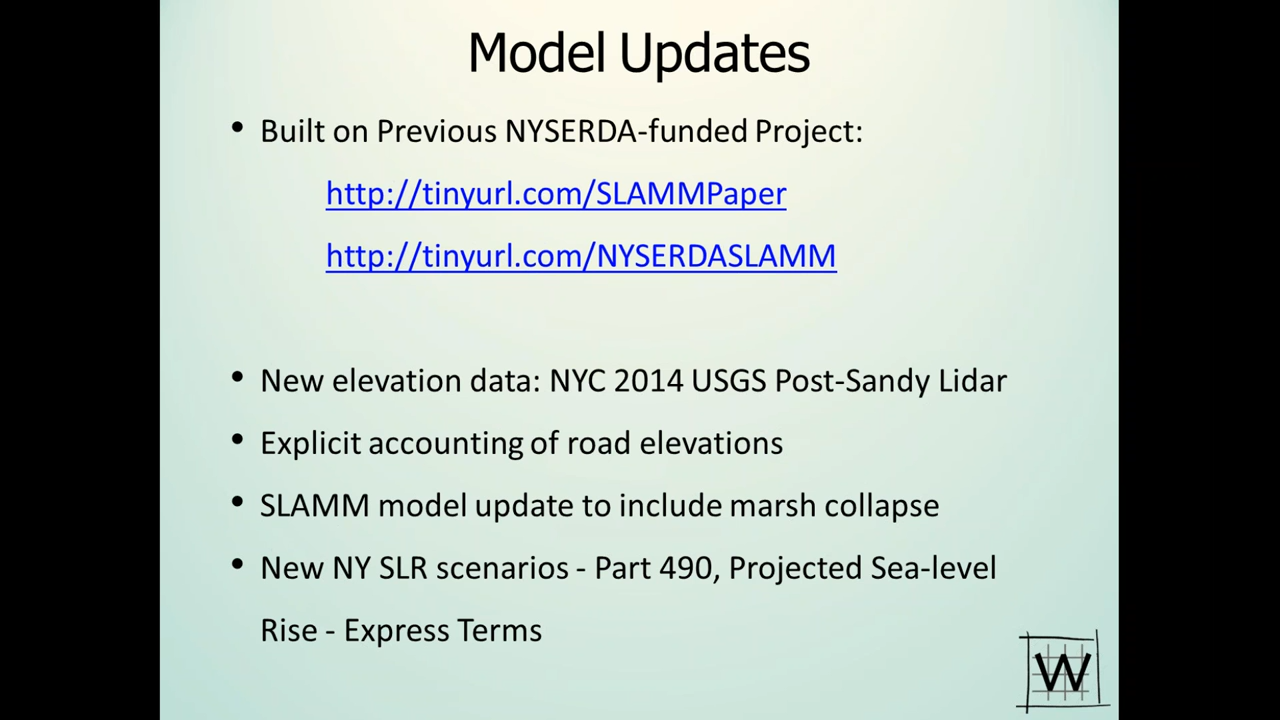 Model Updates
• Built on Previous NYSERDA-funded Project:
http://tinyurl.com/SLAMMPaper
http://tinyurl.com/NYSERDASLAMM
• New elevation data: NYC 2014 USGS Post-Sandy Lidar
• Explicit accounting of road elevations
• SLAMM model update to include marsh collapse
• New NY SLR scenarios - Part 490, Projected Sea-level
Rise - Express Terms
W